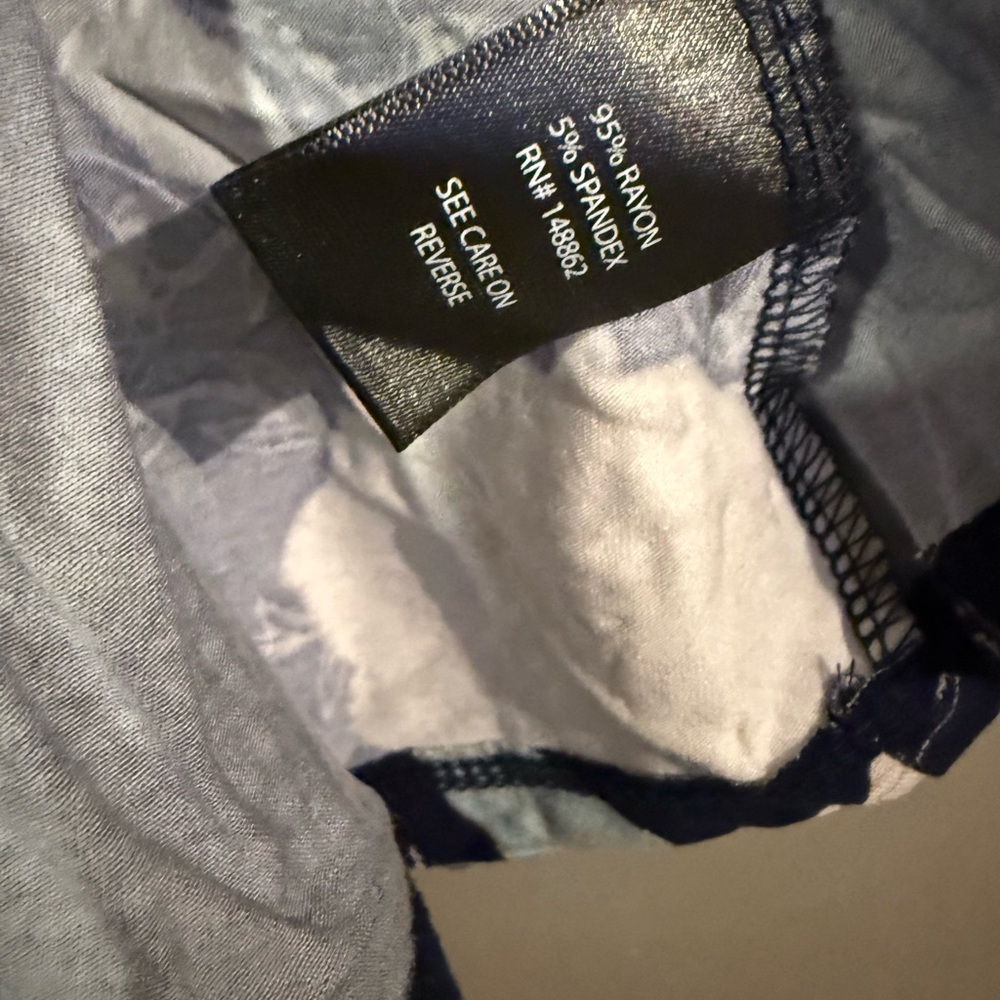 95% RAYON
5% SPANDEX
RN# 148862
SEE CARE ON
REVERSE